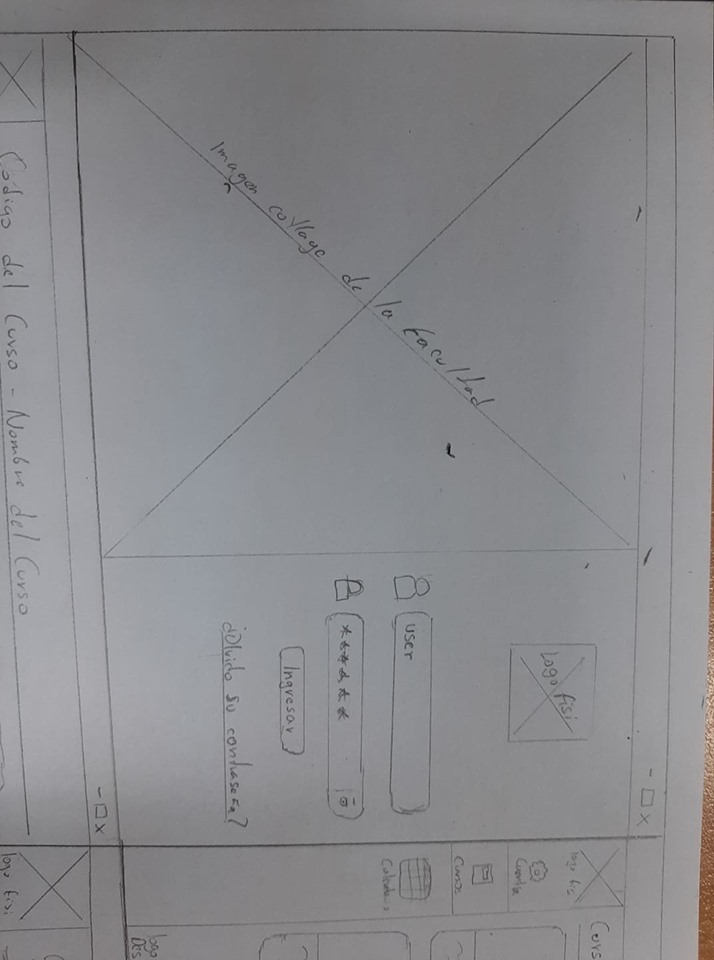 Imagen collage de la Facultad
Logo fisi
user
******
Ingresar
¿Olvido su contraseña?
logo fisi
Cuenta
Cursos
Calendario
Curs
logo
Des
Código del Curso - Nombre del Curso
logo fisi